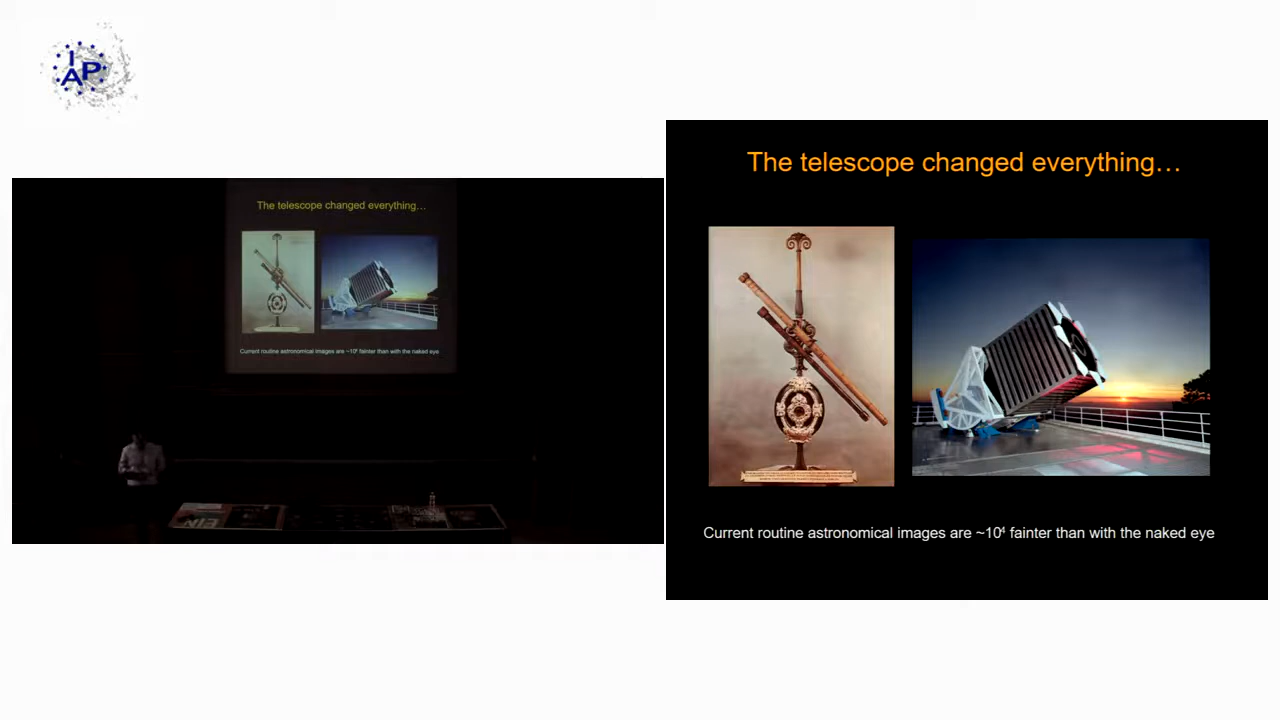 I
AP
The telescope changed everything…
Current routine astronomical images are ~10⁴ fainter than with the naked eye
The telescope changed everything…
Current routine astronomical images are ~10⁴ fainter than with the naked eye